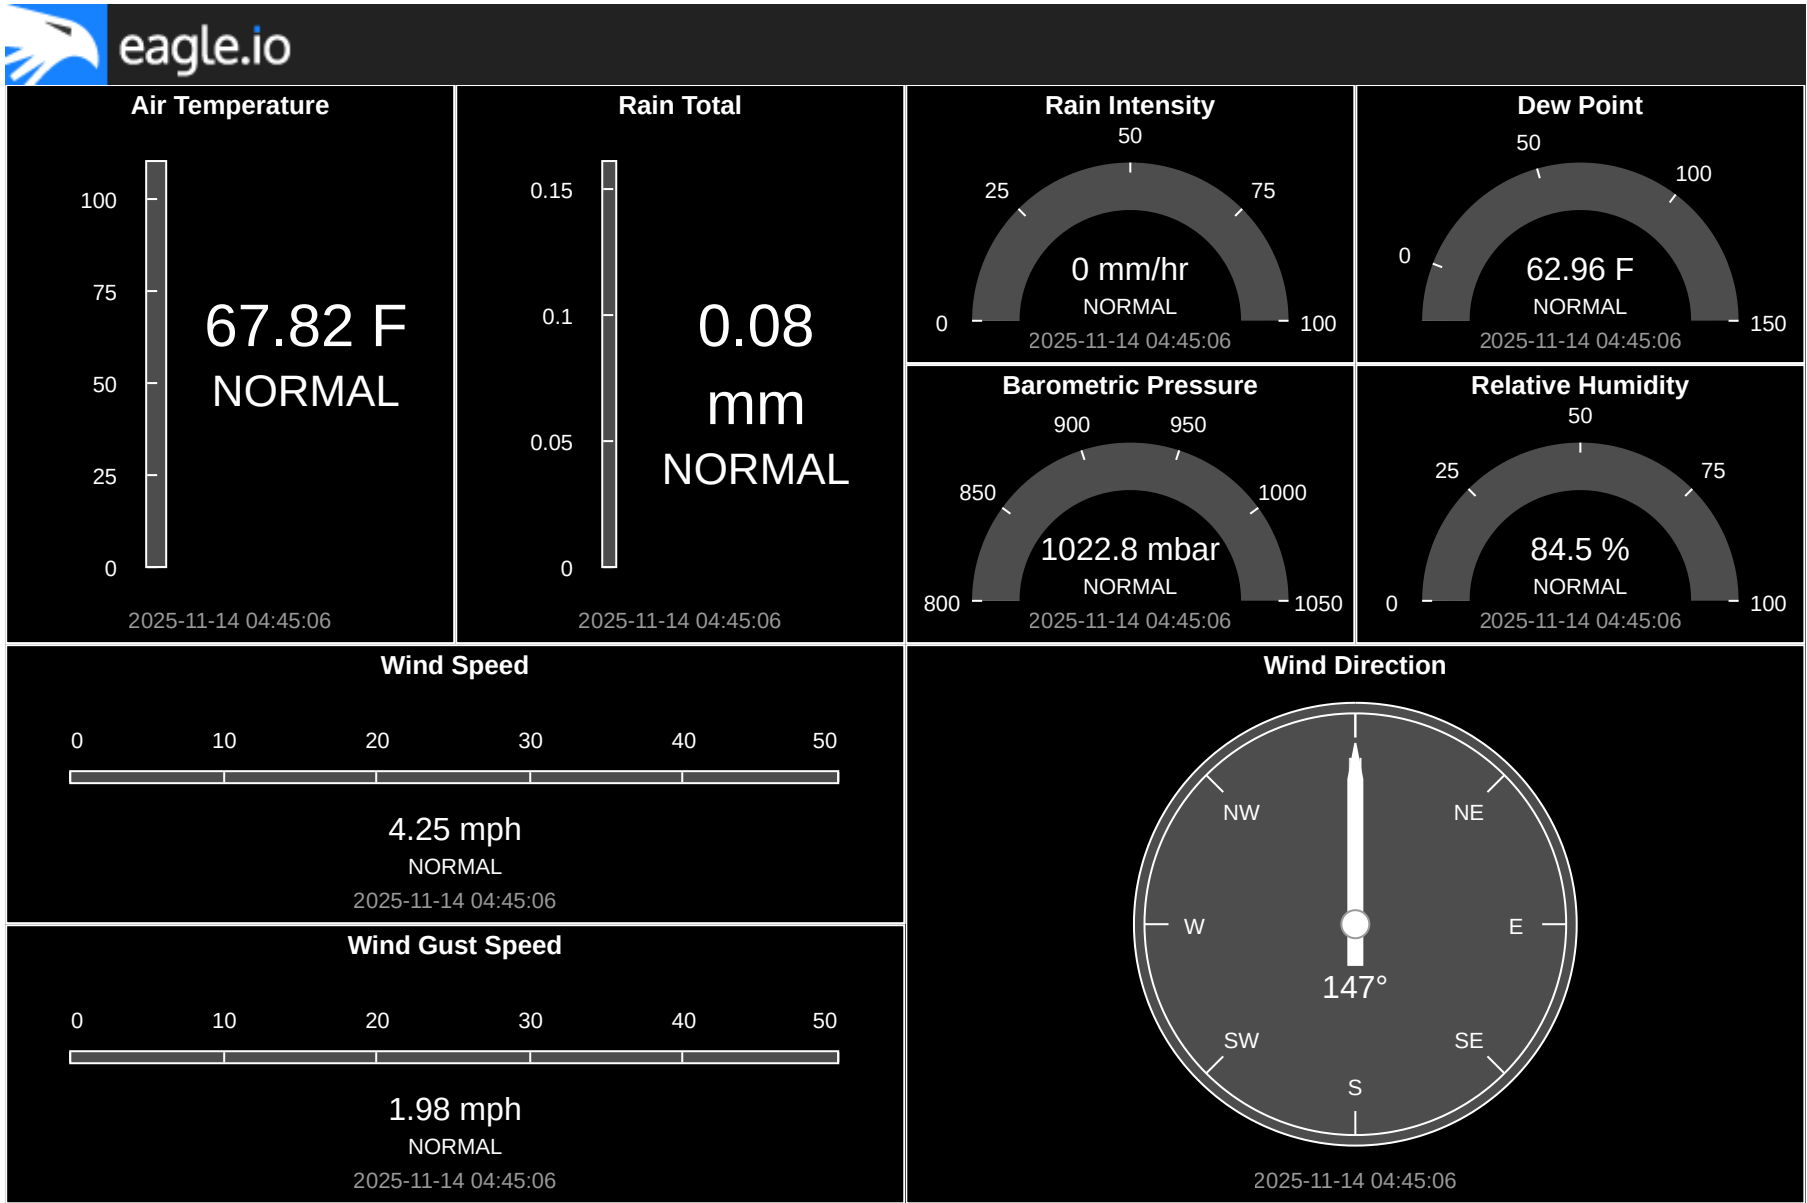 eagle.io
Air Temperature
100
75
50
25
0
67.82 F
NORMAL
2025-11-14 04:45:06
Rain Total
0.15
0.1
0.05
0
0.08
mm
NORMAL
2025-11-14 04:45:06
Rain Intensity
50
25
75
0
100
0 mm/hr
NORMAL
2025-11-14 04:45:06
Dew Point
50
100
0
150
62.96 F
NORMAL
2025-11-14 04:45:06
Barometric Pressure
900
950
850
1000
800
1050
1022.8 mbar
NORMAL
2025-11-14 04:45:06
Relative Humidity
50
25
75
0
100
84.5 %
NORMAL
2025-11-14 04:45:06
Wind Speed
0 10 20 30 40 50
4.25 mph
NORMAL
2025-11-14 04:45:06
Wind Gust Speed
0 10 20 30 40 50
1.98 mph
NORMAL
2025-11-14 04:45:06
Wind Direction
NW NE
W E
147°
SW SE
S
2025-11-14 04:45:06